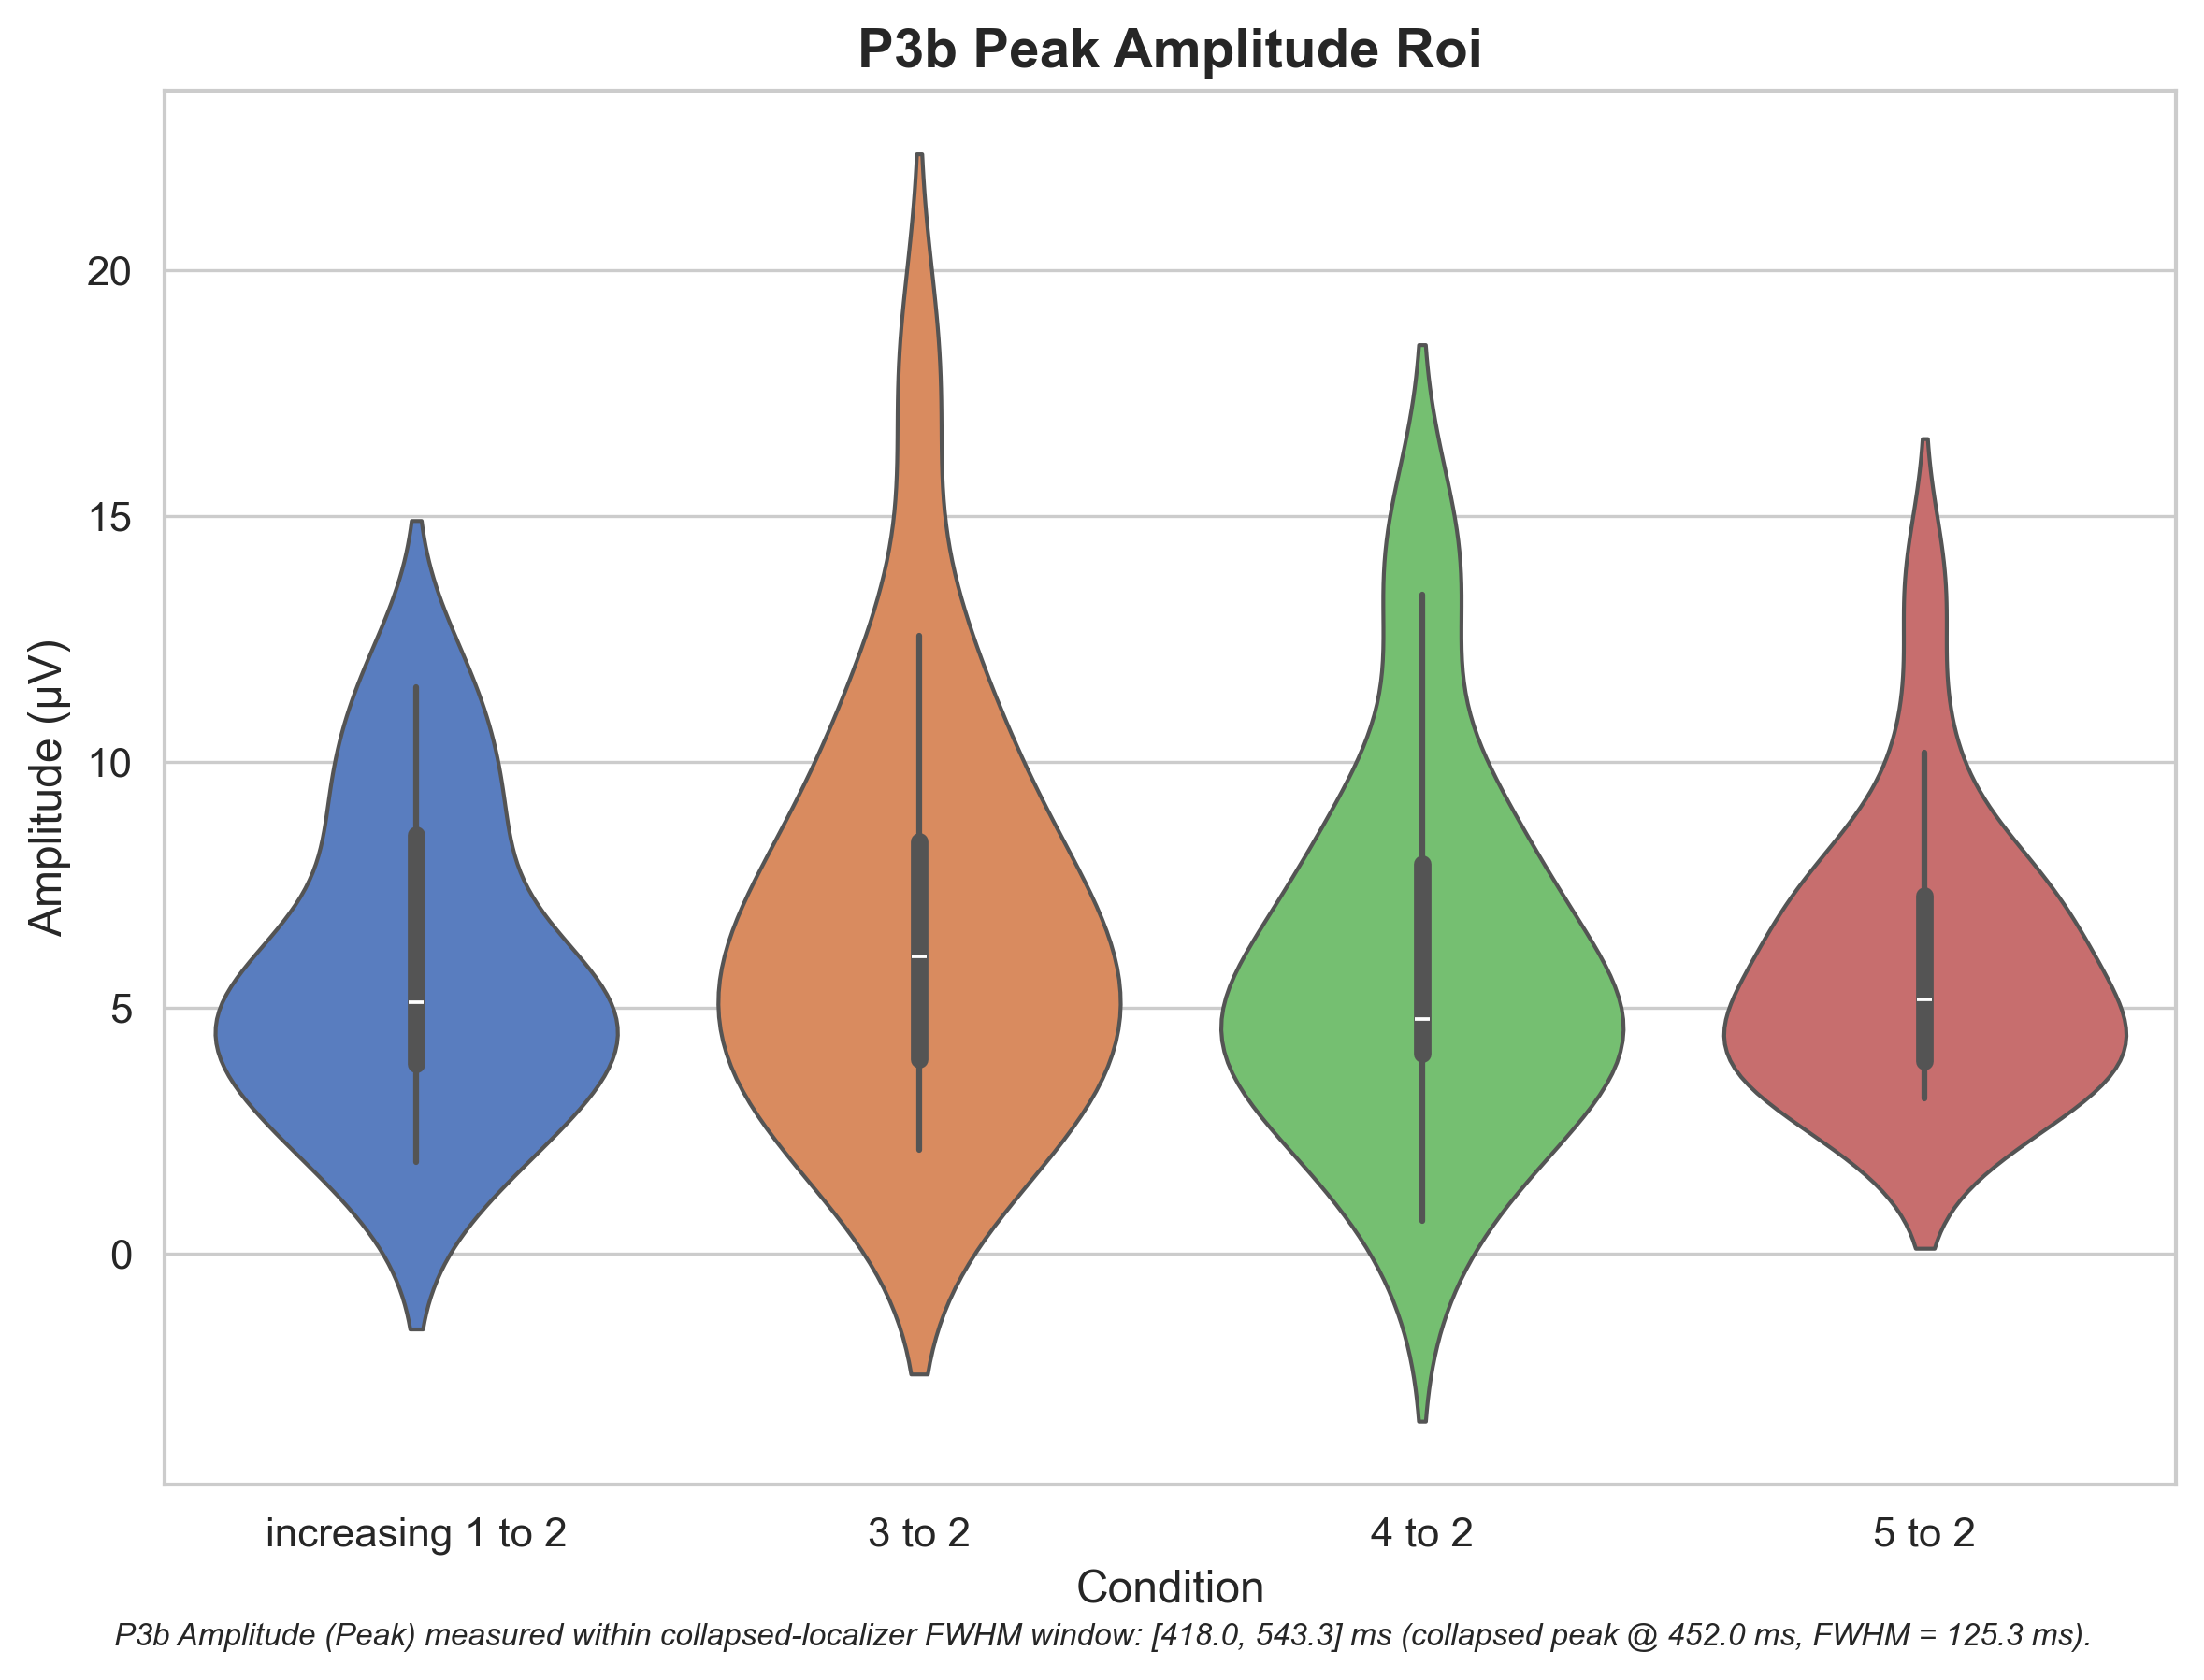 P3b Peak Amplitude Roi
Amplitude (µV)
20
15
10
5
0
increasing 1 to 2
3 to 2
4 to 2
5 to 2
Condition
P3b Amplitude (Peak) measured within collapsed-localizer FWHM window: [418.0, 543.3] ms (collapsed peak @ 452.0 ms, FWHM = 125.3 ms).